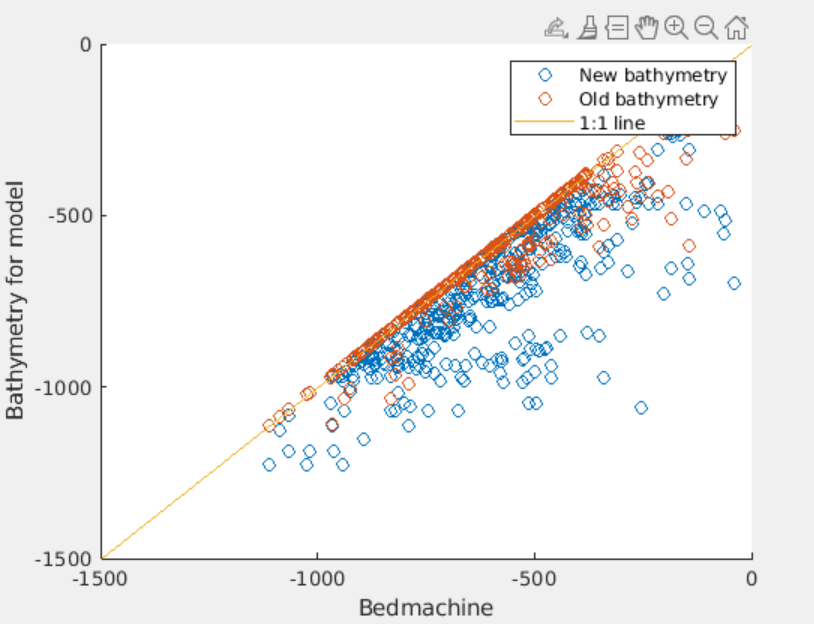 0
-500
-1000
-1500
-1500
-1000
-500
0
Bathymetry for model
Bedmachine
New bathymetry
Old bathymetry
1:1 line